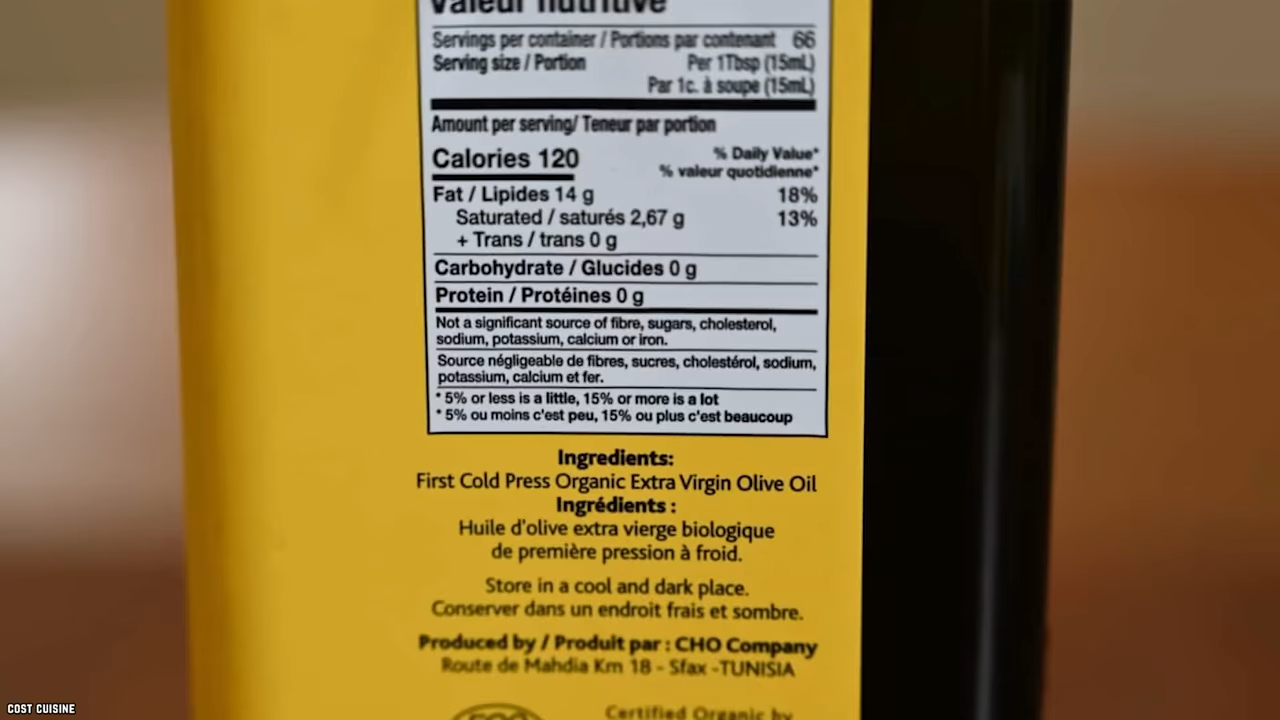 Valeur nutritive
Servings per container / Portions par contenant 66
Serving size / Portion Per 1Tbsp (15mL)
Par 1c. à soupe (15mL)
Amount per serving/ Teneur par portion
Calories 120
% Daily Value*
% valeur quotidienne*
Fat / Lipides 14 g 18%
Saturated / saturés 2,67 g 13%
+ Trans / trans 0 g
Carbohydrate / Glucides 0 g
Protein / Protéines 0 g
Not a significant source of fibre, sugars, cholesterol,
sodium, potassium, calcium or iron.
Source négligeable de fibres, sucres, cholestérol, sodium,
potassium, calcium et fer.
* 5% or less is a little, 15% or more is a lot
* 5% ou moins c'est peu, 15% ou plus c'est beaucoup
Ingredients:
First Cold Press Organic Extra Virgin Olive Oil
Ingrédients :
Huile d'olive extra vierge biologique
de première pression à froid.
Store in a cool and dark place.
Conserver dans un endroit frais et sombre.
Produced by / Produit par : CHO Company
Route de Mahdia Km 18 - Sfax -TUNISIA
Certified Organic by
COST CUISINE